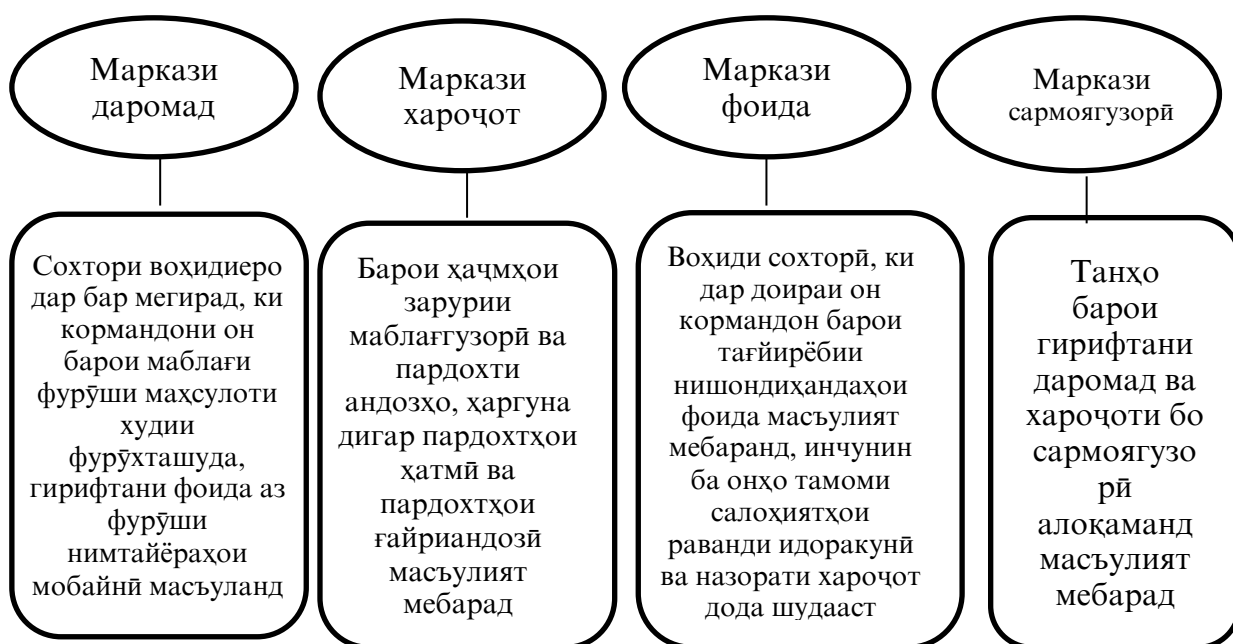 Маркази
даромад
Маркази
хароҷот
Маркази
фоида
Маркази
сармоягузорӣ
Сохтори воҳидиеро
дар бар мегирад, ки
кормандони он
барои маблағи
фурӯши маҳсулоти
худии
фурӯхташуда,
гирифтани фоида аз
фурӯши
нимтайёраҳои
мобайнӣ масъуланд
Барои ҳаҷмҳои
зарурии
маблағгузорӣ ва
пардохти
андозҳо, ҳаргуна
дигар пардохтҳои
ҳатмӣ ва
пардохтҳои
ғайриандозӣ
масъулият
мебарад
Воҳиди сохторӣ, ки
дар доираи он
кормандон барои
тағйирёбии
нишондиҳандаҳои
фоида масъулият
мебаранд, инчунин
ба онҳо тамоми
салоҳиятҳои
раванди идоракунӣ
ва назорати хароҷот
дода шудааст
Танҳо
барои
гирифтани
даромад ва
хароҷоти бо
сармоягузо
рӣ
алоқаманд
масъулият
мебарад